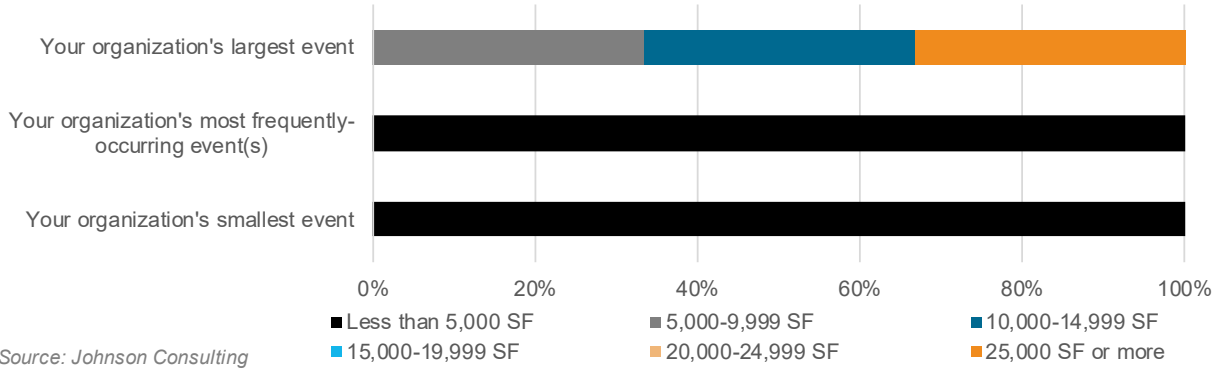 Your organization's largest event
Your organization's most frequently-
occurring event(s)
Your organization's smallest event
0% 20% 40% 60% 80% 100%
Less than 5,000 SF 5,000-9,999 SF 10,000-14,999 SF
15,000-19,999 SF 20,000-24,999 SF 25,000 SF or more
Source: Johnson Consulting